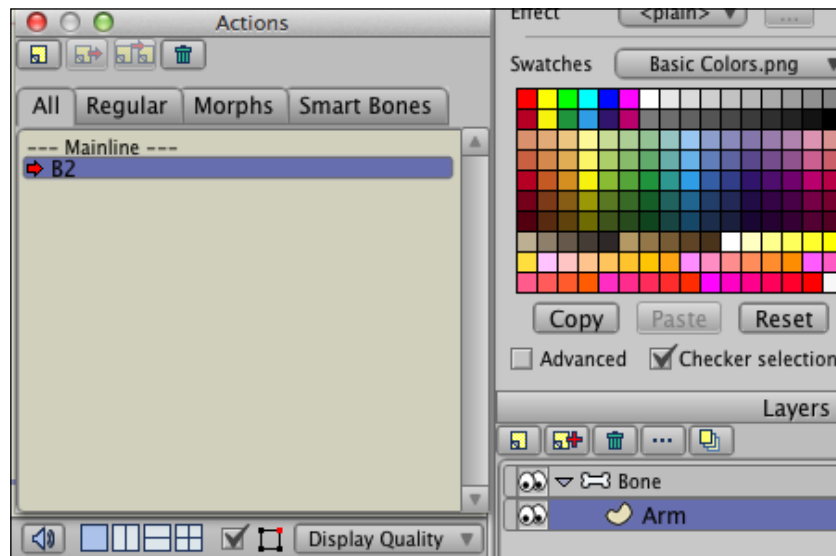 Actions
All Regular Morphs Smart Bones
--- Mainline ---
B2
Display Quality
Effect <plain> ...
Swatches Basic Colors.png
Copy Paste Reset
Advanced Checker selection
Layers
Bone
Arm